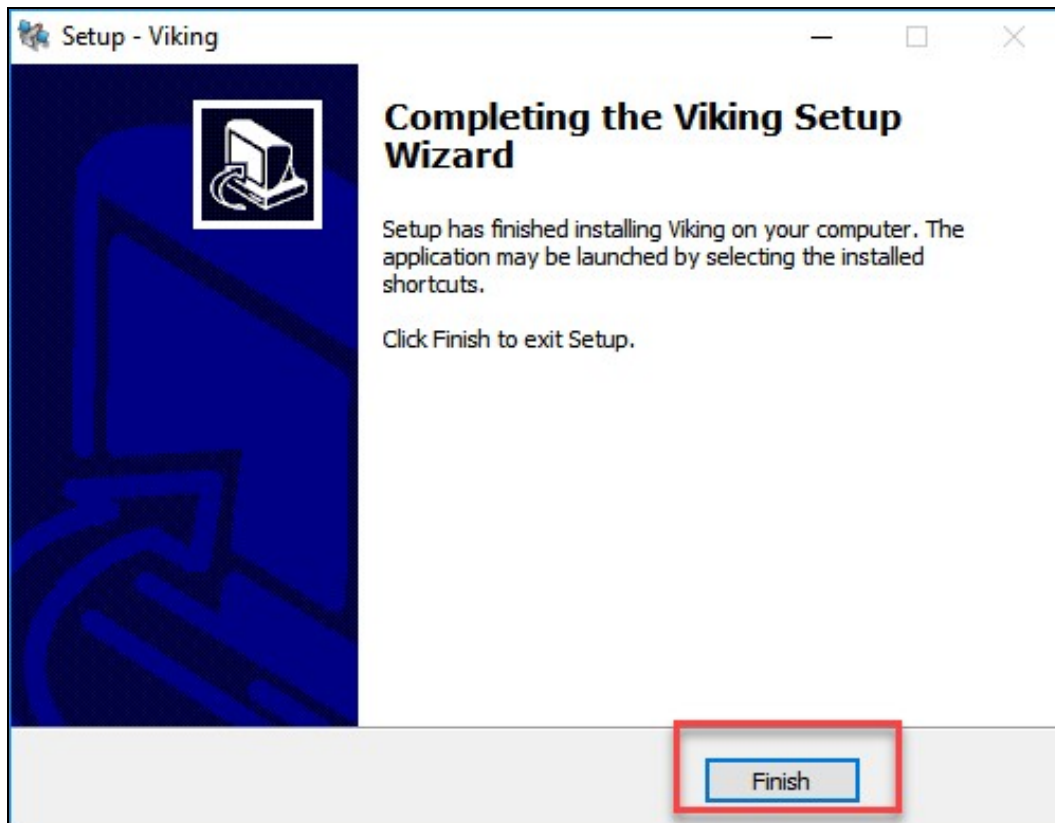 Setup - Viking
Completing the Viking Setup
Wizard
Setup has finished installing Viking on your computer. The
application may be launched by selecting the installed
shortcuts.
Click Finish to exit Setup.
Finish